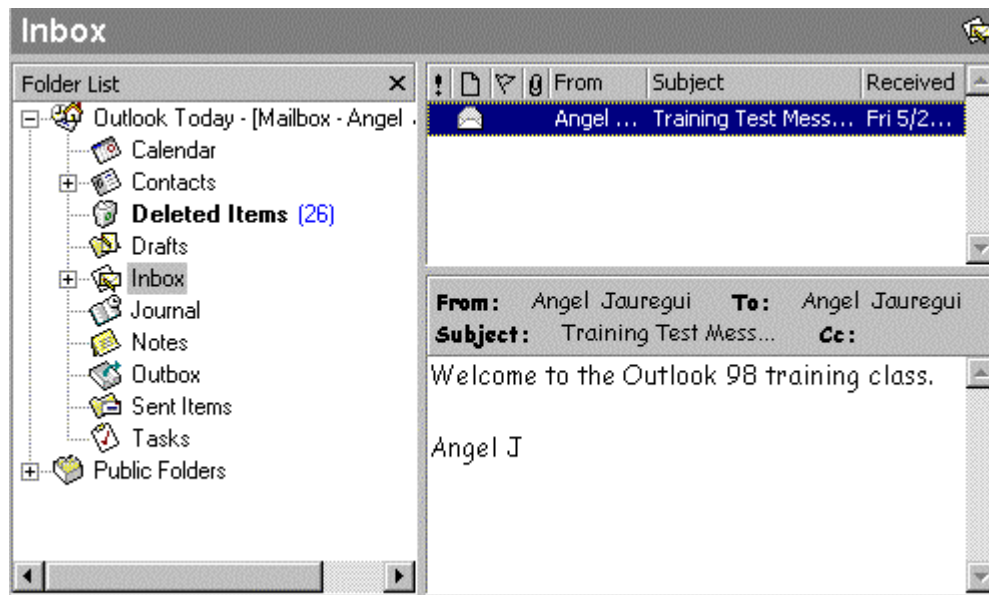 Inbox
Folder List
Outlook Today - [Mailbox - Angel
Calendar
Contacts
Deleted Items (26)
Drafts
Inbox
Journal
Notes
Outbox
Sent Items
Tasks
Public Folders
! From Subject Received
Angel ... Training Test Mess... Fri 5/2...
From: Angel Jauregui To: Angel Jauregui
Subject: Training Test Mess... Cc:
Welcome to the Outlook 98 training class.
Angel J